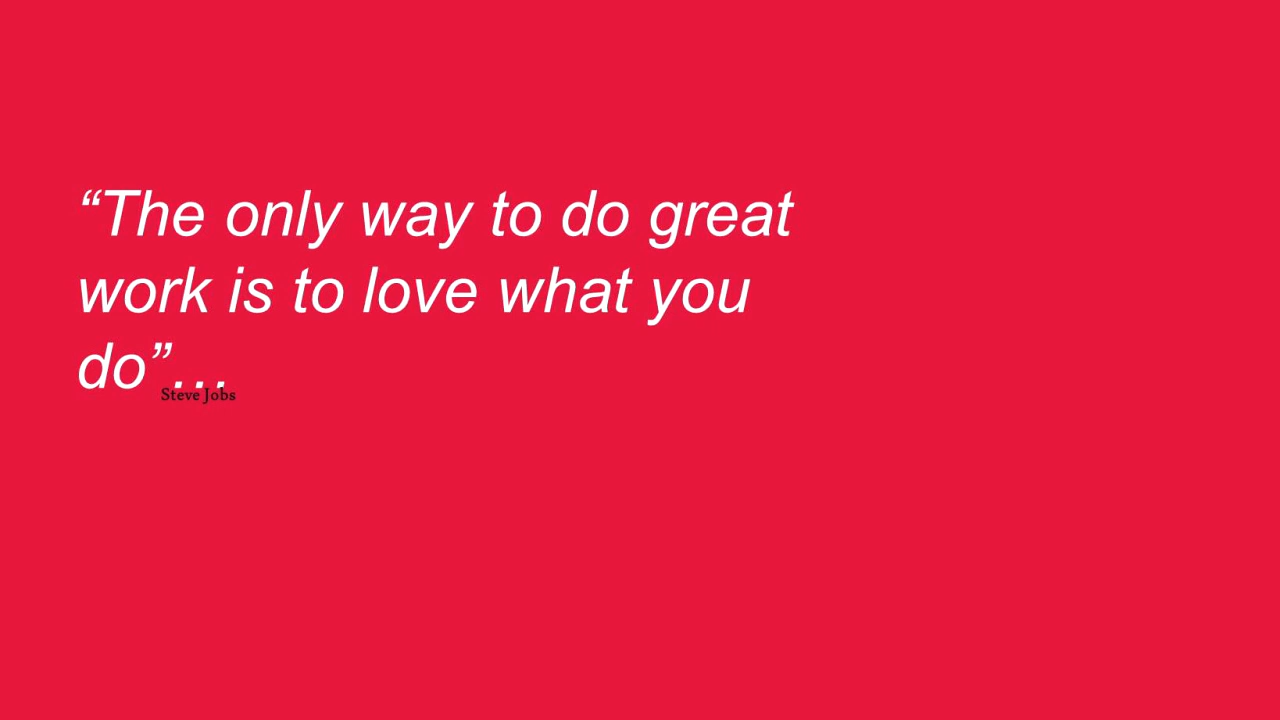 “The only way to do great
work is to love what you
do”...
Steve Jobs